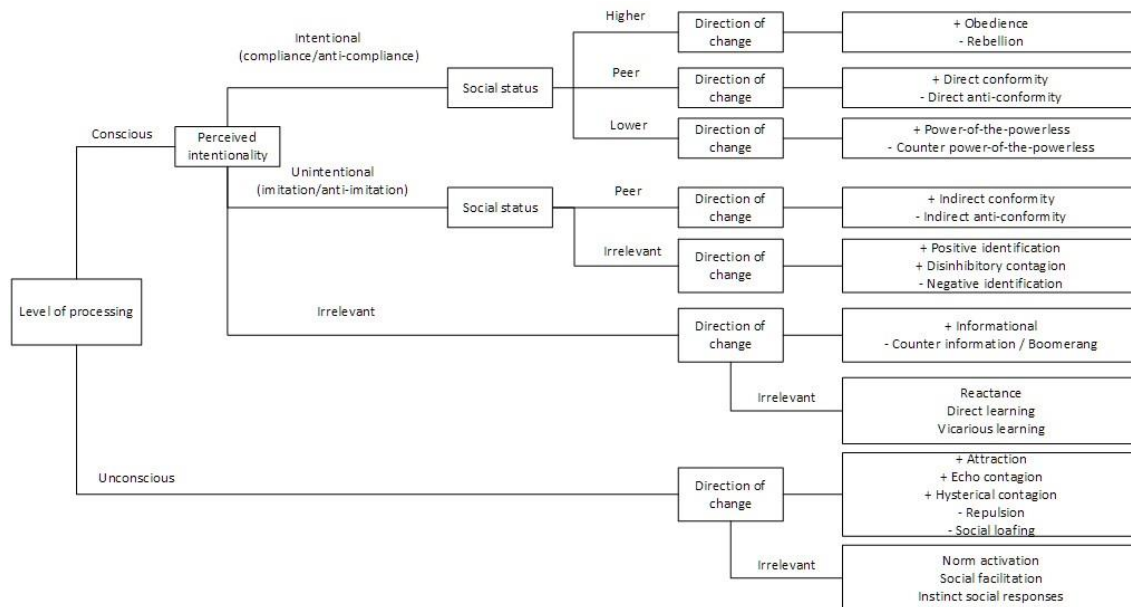 Higher
Direction of
change
+ Obedience
- Rebellion
Intentional
(compliance/anti-compliance)
Social status
Peer
Direction of
change
+ Direct conformity
- Direct anti-conformity
Lower
Direction of
change
+ Power-of-the-powerless
- Counter power-of-the-powerless
Conscious
Perceived
intentionality
Unintentional
(imitation/anti-imitation)
Social status
Peer
Direction of
change
+ Indirect conformity
- Indirect anti-conformity
Irrelevant
Direction of
change
+ Positive identification
+ Disinhibitory contagion
- Negative identification
Level of processing
Irrelevant
Direction of
change
+ Informational
- Counter information / Boomerang
Irrelevant
Reactance
Direct learning
Vicarious learning
Unconscious
Direction of
change
+ Attraction
+ Echo contagion
+ Hysterical contagion
- Repulsion
- Social loafing
Irrelevant
Norm activation
Social facilitation
Instinct social responses